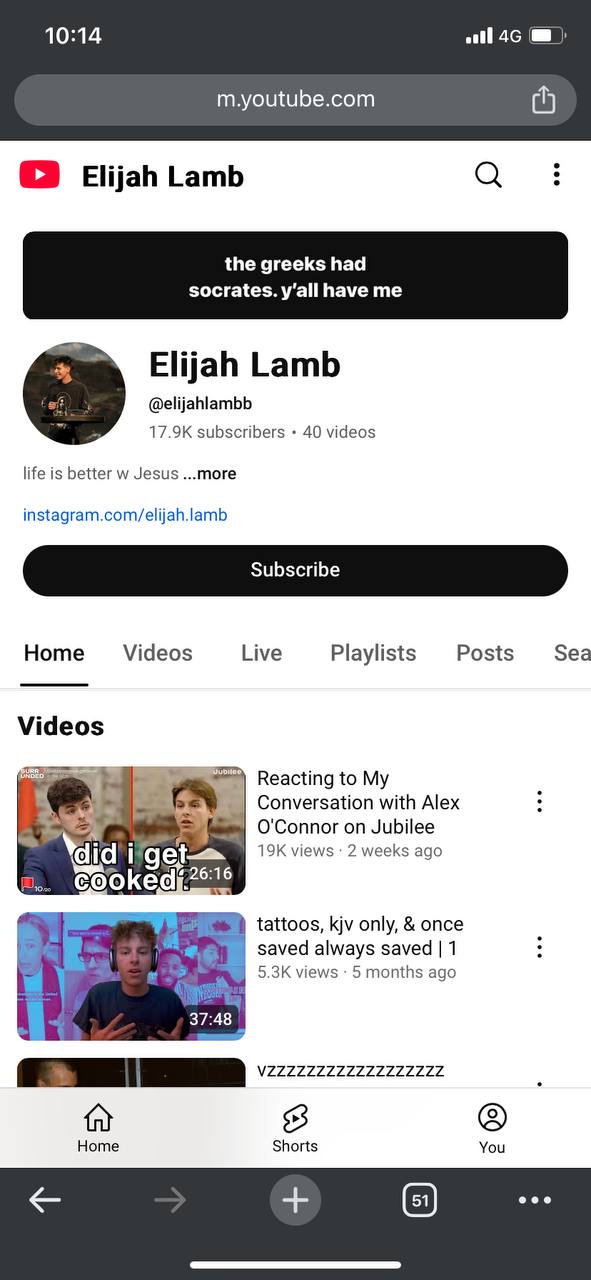 10:14
4G
m.youtube.com
Elijah Lamb
the greeks had
socrates. y'all have me
Elijah Lamb
@elijahlambb
17.9K subscribers • 40 videos
life is better w Jesus ...more
instagram.com/elijah.lamb
Subscribe
Home Videos Live Playlists Posts Sea
Videos
SURR
UNDED
Jubilee
did i get
cooked?
10/20
26:16
Reacting to My
Conversation with Alex
O'Connor on Jubilee
19K views · 2 weeks ago
37:48
tattoos, kjv only, & once
saved always saved | 1
5.3K views · 5 months ago
vzzzzzzzzzzzzzzzzzz
Home Shorts You
51